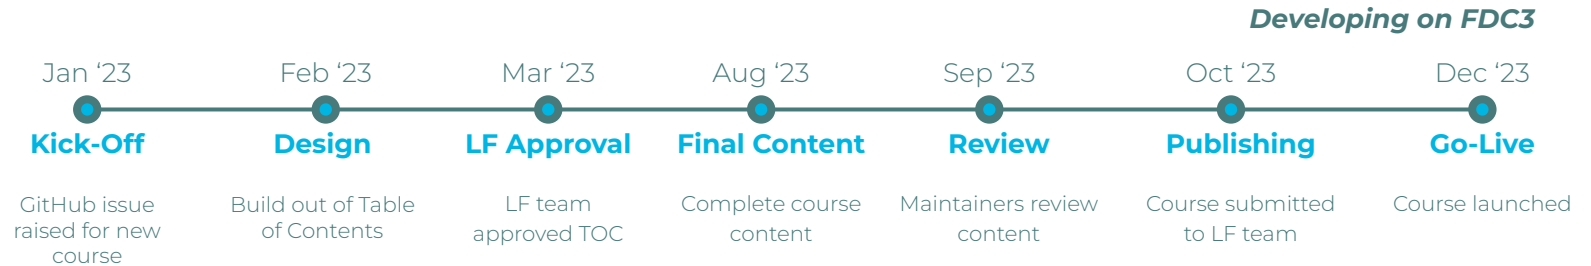 Developing on FDC3
Jan ‘23
Feb ‘23
Mar ‘23
Aug ‘23
Sep ‘23
Oct ‘23
Dec ‘23
Kick-Off
Design
LF Approval
Final Content
Review
Publishing
Go-Live
GitHub issue
raised for new
course
Build out of Table
of Contents
LF team
approved TOC
Complete course
content
Maintainers review
content
Course submitted
to LF team
Course launched